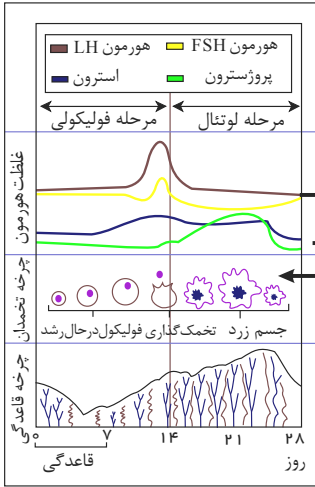 هورمون FSH هورمون LH
پروژسترون استرون
مرحله لوتئال مرحله فولیکولی
غلظت هورمون
چرخه تخمدان
جسم زرد تخمک‌گذاری فولیکول‌درحال‌رشد
چرخه قاعدگی
۰ ۷ ۱۴ ۲۱ ۲۸
قاعدگی روز